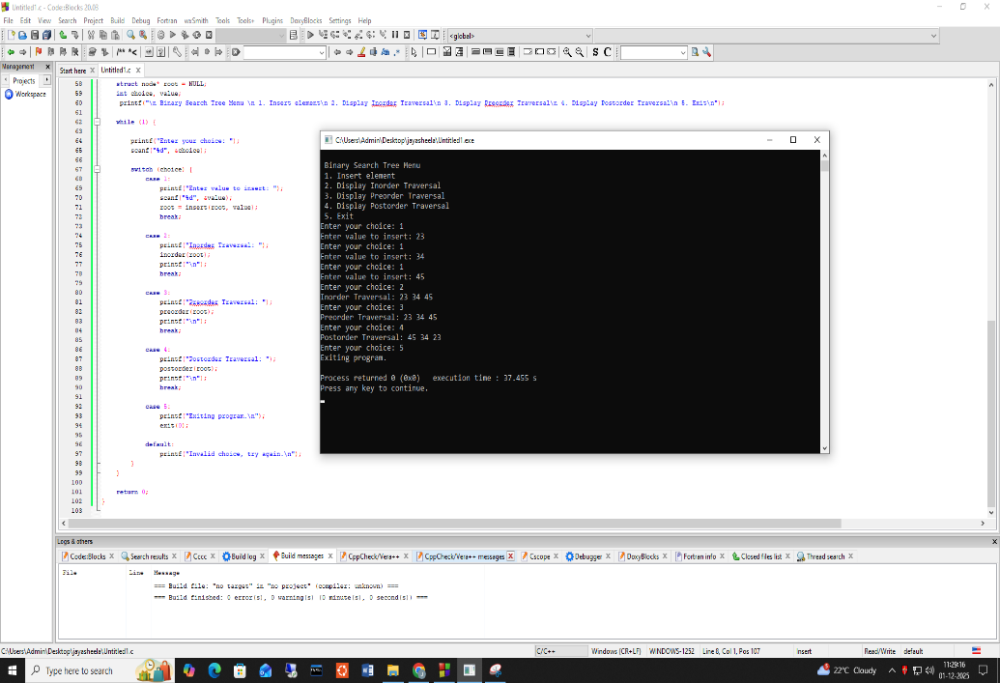 Untitled1.c - Code::Blocks 20.03
File Edit View Search Project Build Debug Fortran wxSmith Tools Tools+ Plugins DoxyBlocks Settings Help
<global>
Management
Projects
Workspace
Start here
Untitled1.c
58 struct node* root = NULL;
59 int choice, value;
60 printf("\n Binary Search Tree Menu \n 1. Insert element\n 2. Display Inorder Traversal\n 3. Display Preorder Traversal\n 4. Display Postorder Traversal\n 5. Exit\n");
61
62 while (1) {
63
64 printf("Enter your choice: ");
65 scanf("%d", &choice);
66
67 switch (choice) {
68 case 1:
69 printf("Enter value to insert: ");
70 scanf("%d", &value);
71 root = insert(root, value);
72 break;
73
74 case 2:
75 printf("Inorder Traversal: ");
76 inorder(root);
77 printf("\n");
78 break;
79
80 case 3:
81 printf("Preorder Traversal: ");
82 preorder(root);
83 printf("\n");
84 break;
85
86 case 4:
87 printf("Postorder Traversal: ");
88 postorder(root);
89 printf("\n");
90 break;
91
92 case 5:
93 printf("Exiting program.\n");
94 exit(0);
95
96 default:
97 printf("Invalid choice, try again.\n");
98 }
99 }
100
101 return 0;
102 }
103
C:\Users\Admin\Desktop\jayasheela\Untitled1.exe
Binary Search Tree Menu
1. Insert element
2. Display Inorder Traversal
3. Display Preorder Traversal
4. Display Postorder Traversal
5. Exit
Enter your choice: 1
Enter value to insert: 23
Enter your choice: 1
Enter value to insert: 34
Enter your choice: 1
Enter value to insert: 45
Enter your choice: 2
Inorder Traversal: 23 34 45
Enter your choice: 3
Preorder Traversal: 23 34 45
Enter your choice: 4
Postorder Traversal: 45 34 23
Enter your choice: 5
Exiting program.
Process returned 0 (0x0) execution time : 37.455 s
Press any key to continue.
Logs & others
Code::Blocks Search results Cccc Build log Build messages CppCheck/Vera++ CppCheck/Vera++ messages Cscope Debugger DoxyBlocks Fortran info Closed files list Thread search
File Line Message
=== Build file: "no target" in "no project" (compiler: unknown) ===
=== Build finished: 0 error(s), 0 warning(s) (0 minute(s), 0 second(s)) ===
C:\Users\Admin\Desktop\jayasheela\Untitled1.c C/C++ Windows (CR+LF) WINDOWS-1252 Line 8, Col 1, Pos 107 Insert Read/Write default
Type here to search
22°C Cloudy
11:29:16
01-12-2025